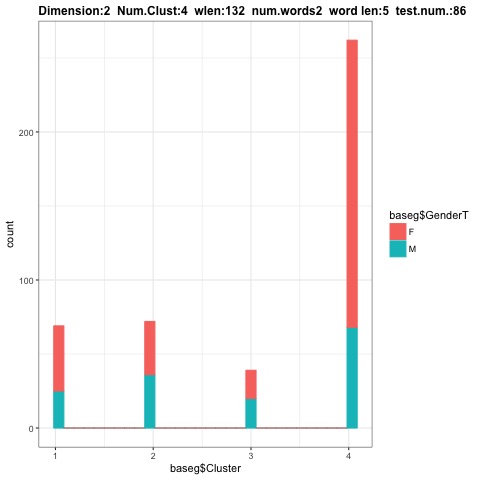 Dimension:2  Num.Clust:4  wlen:132  num.words2  word len:5  test.num.:86
count
200
100
0
1
2
3
4
baseg$Cluster
baseg$GenderT
F
M